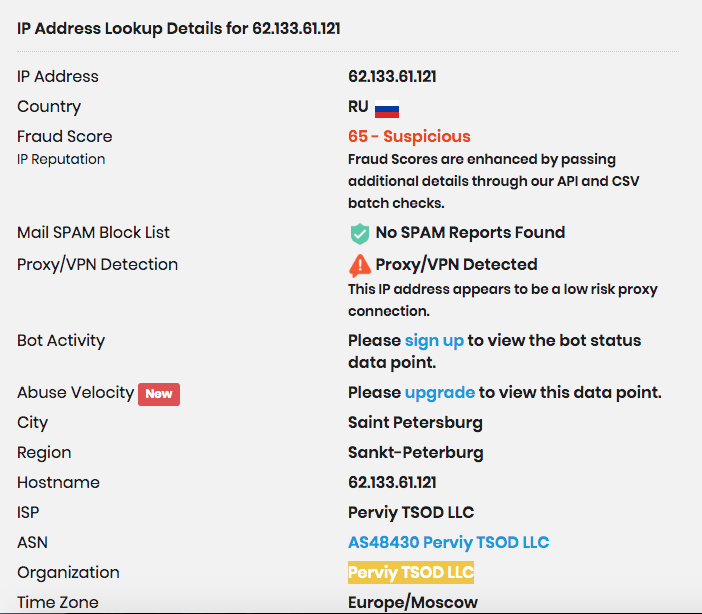 IP Address Lookup Details for 62.133.61.121
IP Address 62.133.61.121
Country RU
Fraud Score 65 - Suspicious
IP Reputation Fraud Scores are enhanced by passing
additional details through our API and CSV
batch checks.
Mail SPAM Block List No SPAM Reports Found
Proxy/VPN Detection Proxy/VPN Detected
This IP address appears to be a low risk proxy
connection.
Bot Activity Please sign up to view the bot status
data point.
Abuse Velocity New Please upgrade to view this data point.
City Saint Petersburg
Region Sankt-Peterburg
Hostname 62.133.61.121
ISP Perviy TSOD LLC
ASN AS48430 Perviy TSOD LLC
Organization Perviy TSOD LLC
Time Zone Europe/Moscow